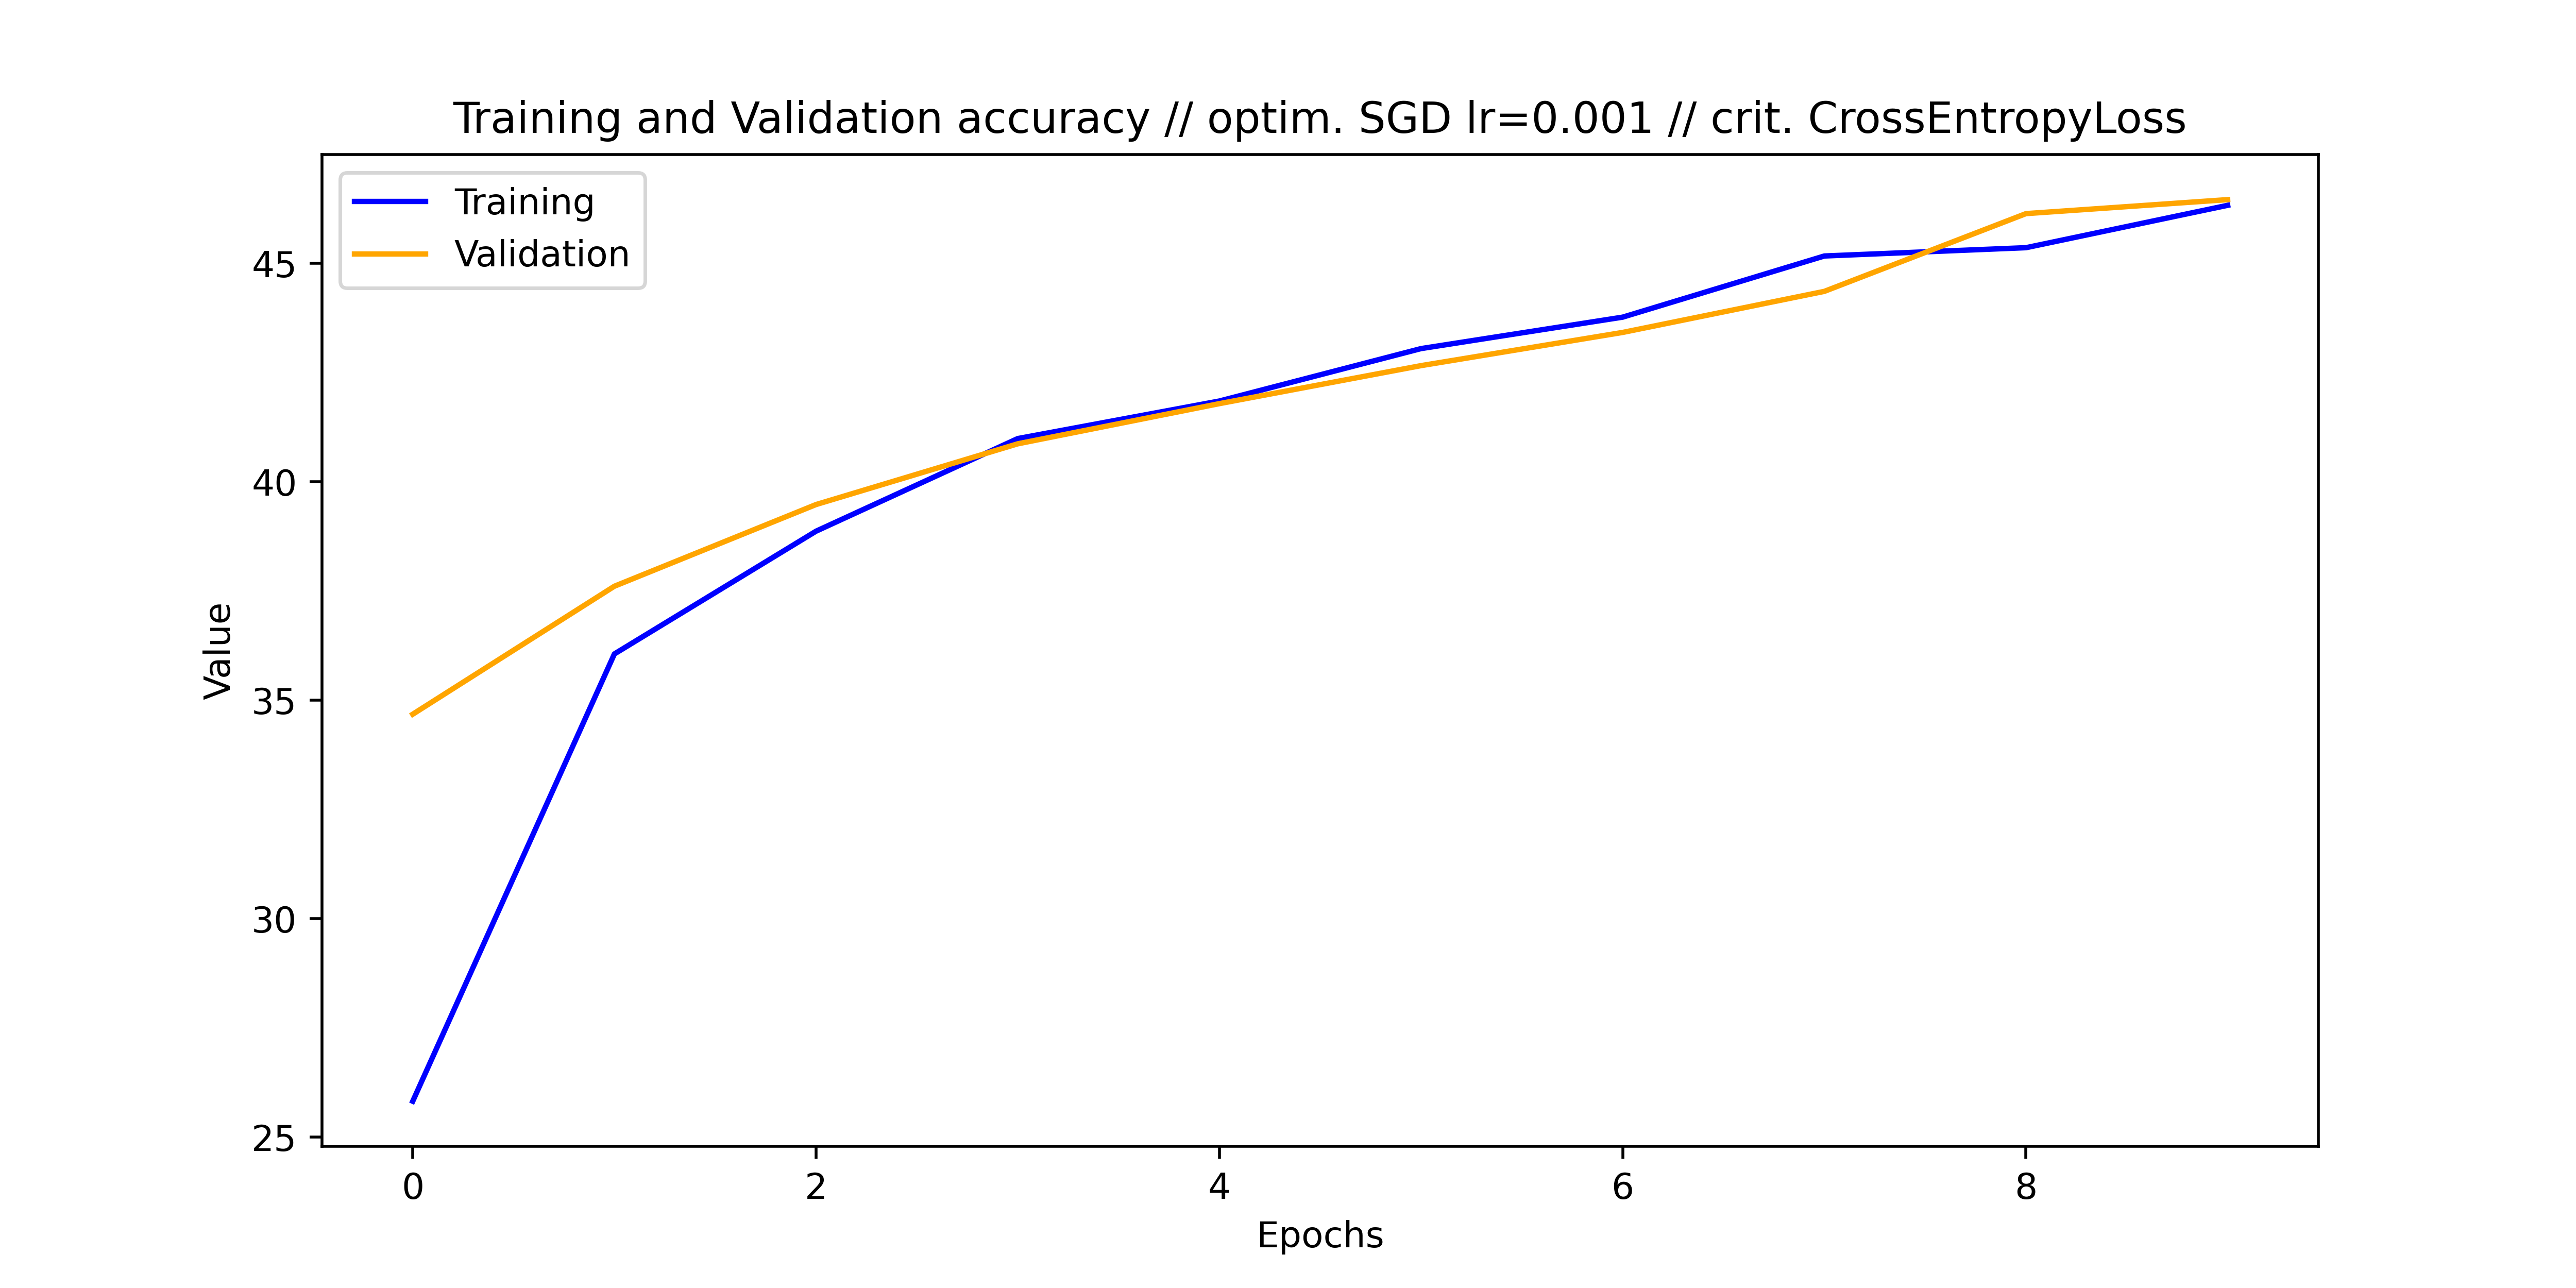 Training and Validation accuracy // optim. SGD lr=0.001 // crit. CrossEntropyLoss
Training
Validation
Value
45
40
35
30
25
0 2 4 6 8
Epochs